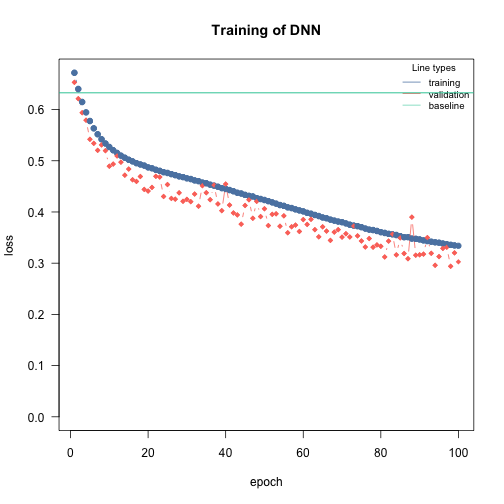 Training of DNN
Line types
training
validation
baseline
loss
0.6
0.5
0.4
0.3
0.2
0.1
0.0
0 20 40 60 80 100
epoch